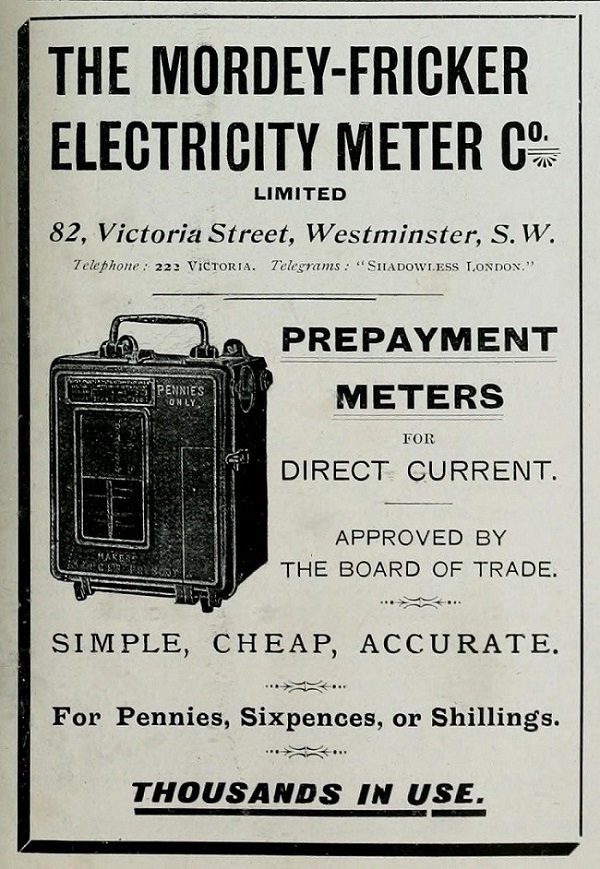 THE MORDEY-FRICKER
ELECTRICITY METER Co.
LIMITED
82, Victoria Street, Westminster, S.W.
Telephone: 222 VICTORIA. Telegrams: "SHADOWLESS LONDON."
PREPAYMENT
METERS
FOR
DIRECT CURRENT.
APPROVED BY
THE BOARD OF TRADE.
PENNIES
ONLY.
MAKERS
SIMPLE, CHEAP, ACCURATE.
For Pennies, Sixpences, or Shillings.
THOUSANDS IN USE.